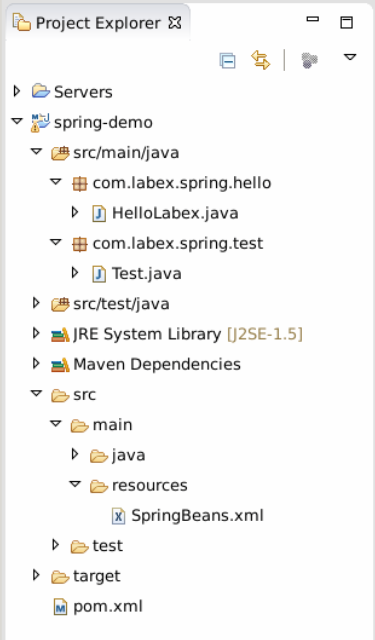 Project Explorer
Servers
spring-demo
src/main/java
com.labex.spring.hello
HelloLabex.java
com.labex.spring.test
Test.java
src/test/java
JRE System Library [J2SE-1.5]
Maven Dependencies
src
main
java
resources
SpringBeans.xml
test
target
pom.xml